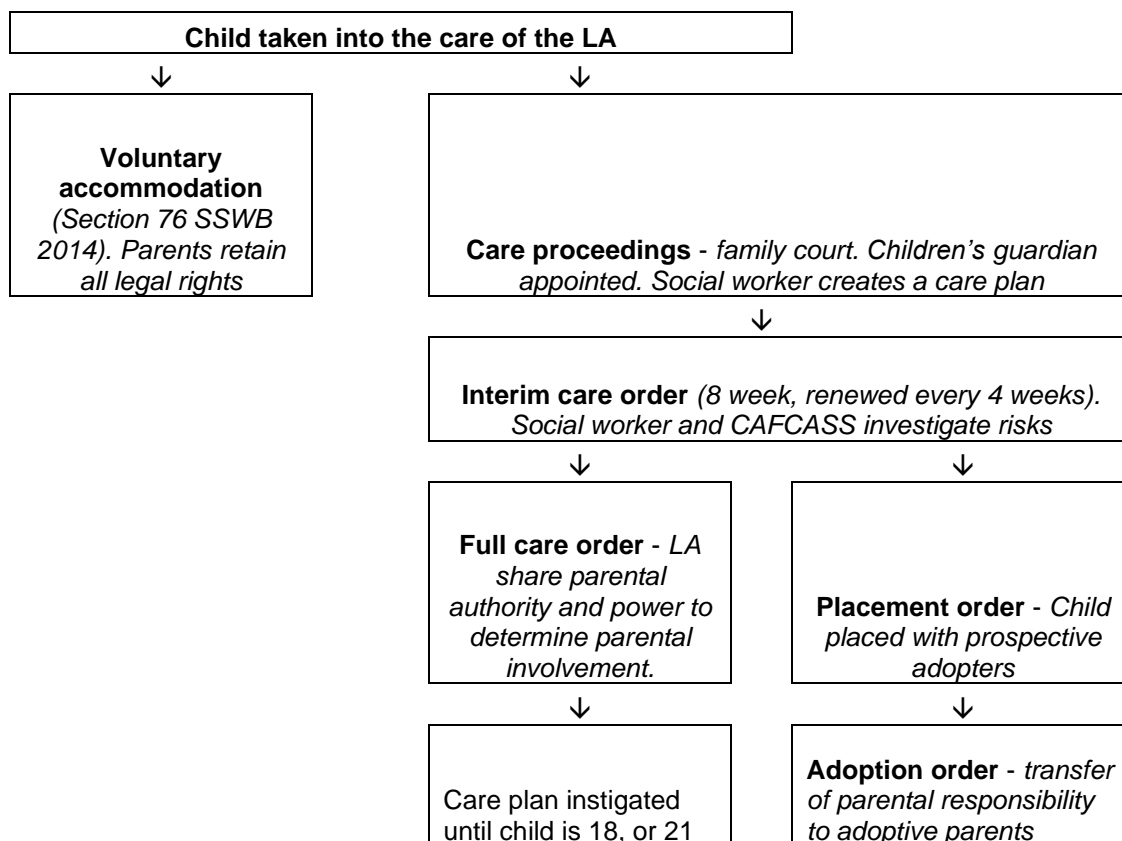 Child taken into the care of the LA
↓
↓
Voluntary
accommodation
(Section 76 SSWB
2014). Parents retain
all legal rights
Care proceedings - family court. Children's guardian
appointed. Social worker creates a care plan
↓
Interim care order (8 week, renewed every 4 weeks).
Social worker and CAFCASS investigate risks
↓
↓
Full care order - LA
share parental
authority and power to
determine parental
involvement.
Placement order - Child
placed with prospective
adopters
↓
↓
Care plan instigated
until child is 18, or 21
Adoption order - transfer
of parental responsibility
to adoptive parents